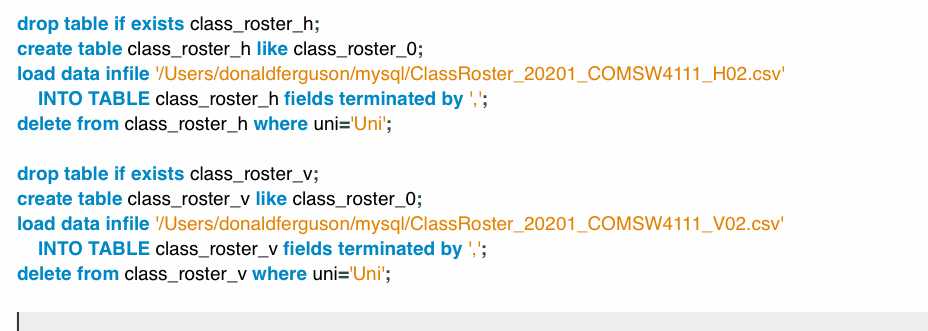 drop table if exists class_roster_h;
create table class_roster_h like class_roster_0;
load data infile '/Users/donaldferguson/mysql/ClassRoster_20201_COMSW4111_H02.csv'
INTO TABLE class_roster_h fields terminated by ',';
delete from class_roster_h where uni='Uni';
drop table if exists class_roster_v;
create table class_roster_v like class_roster_0;
load data infile '/Users/donaldferguson/mysql/ClassRoster_20201_COMSW4111_V02.csv'
INTO TABLE class_roster_v fields terminated by ',';
delete from class_roster_v where uni='Uni';